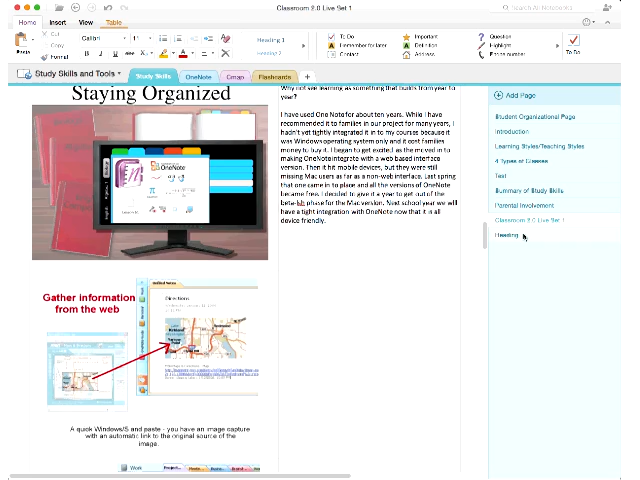 Classroom 2.0 Live Set 1
Home Insert View Table
Paste
Cut
Copy
Format
Calibri 11
B I U abc
Heading 1
Heading 2
To Do
Remember for later
Contact
Important
Definition
Address
Question
Highlight
Phone number
To Do
Study Skills and Tools
Study Skills OneNote Cmap Flashcards +
Staying Organized
OneNote
Gather information
from the web
Directions
A quick Windows/S and paste - you have an image capture
with an automatic link to the original source of the
image.
Work
Why not see learning as something that builds from year to
year?
I have used One Note for about ten years. While I have
recommended it to families in our project for many years, I
hadn't yet tightly integrated it in to my courses because it
was Windows operating system only and it cost families
money to buy it. I began to get excited as the moved in to
making OneNote integrate with a web based interface
version. Then it hit mobile devices, but they were still
missing Mac users as far as a non-web interface. Last spring
that one came in to place and all the versions of OneNote
became free. I decided to give it a year to get out of the
beta-ish phase for the Mac version. Next school year we will
have a tight integration with OneNote now that it is all
device friendly.
Add Page
Student Organizational Page
Introduction
Learning Styles/Teaching Styles
4 Types of Classes
Test
Summary of Study Skills
Parental Involvement
Classroom 2.0 Live Set 1
Heading